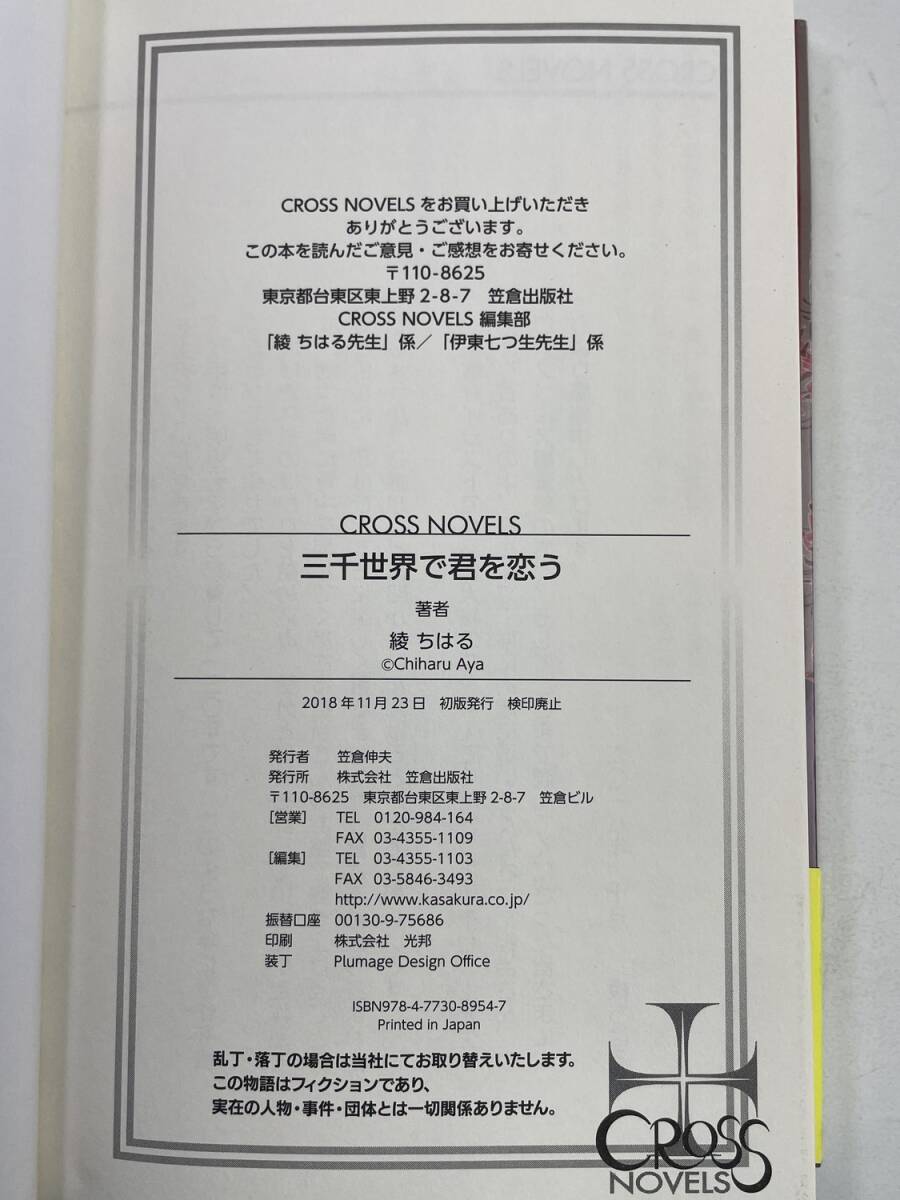 CROSS NOVELS をお買い上げいただき
ありがとうございます。
この本を読んだご意見・ご感想をお寄せください。
〒110-8625
東京都台東区東上野 2-8-7 笠倉出版社
CROSS NOVELS 編集部
「綾 ちはる先生」係／「伊東七つ生先生」係
CROSS NOVELS
三千世界で君を恋う
著者
綾 ちはる
©Chiharu Aya
2018 年 11月 23 日 初版発行 検印廃止
発行者 笠倉伸夫
発行所 株式会社 笠倉出版社
〒110-8625 東京都台東区東上野 2-8-7 笠倉ビル
［営業］ TEL 0120-984-164
FAX 03-4355-1109
［編集］ TEL 03-4355-1103
FAX 03-5846-3493
http://www.kasakura.co.jp/
振替口座 00130-9-75686
印刷 株式会社 光邦
装丁 Plumage Design Office
ISBN978-4-7730-8954-7
Printed in Japan
乱丁・落丁の場合は当社にてお取り替えいたします。
この物語はフィクションであり、
実在の人物・事件・団体とは一切関係ありません。
CROSS
NOVELS